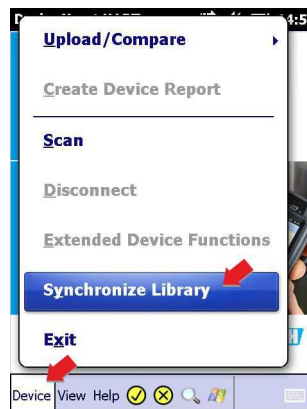 Upload/Compare
Create Device Report
Scan
Disconnect
Extended Device Functions
Synchronize Library
Exit
Device View Help